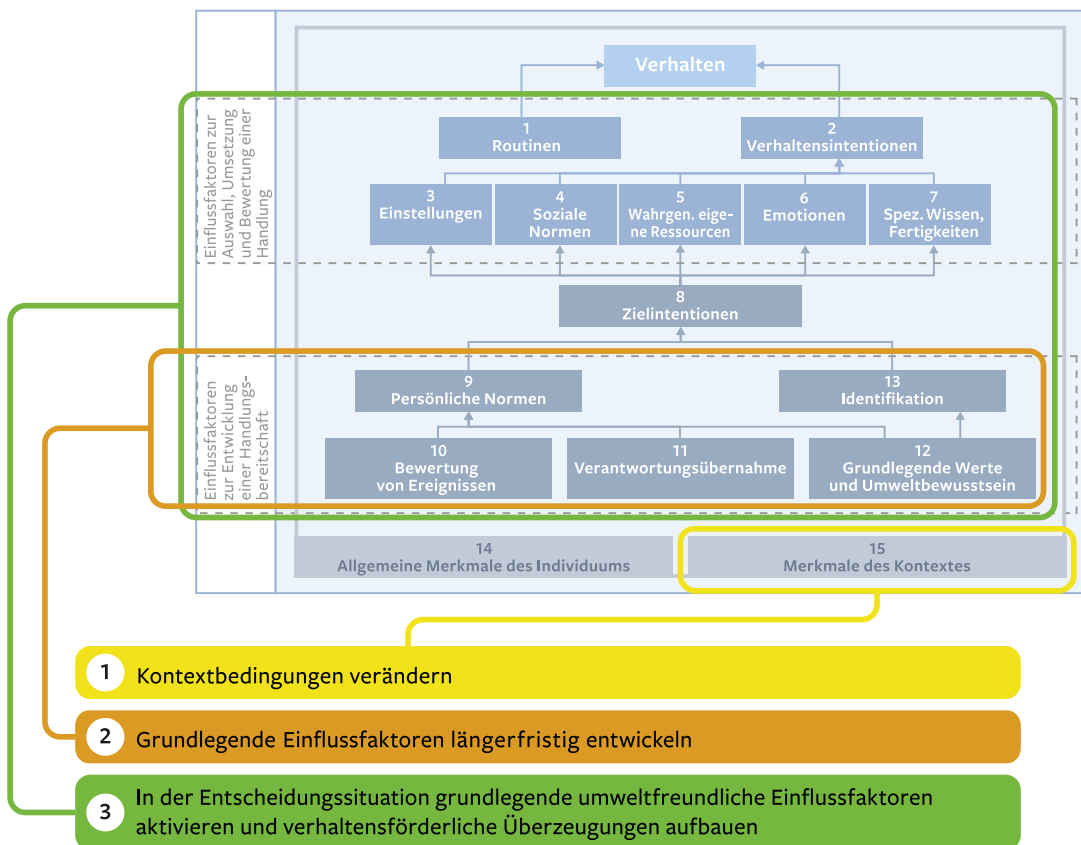 Verhalten
Einflussfaktoren zur
Auswahl, Umsetzung
und Bewertung einer
Handlung
1
Routinen
2
Verhaltensintentionen
3
Einstellungen
4
Soziale
Normen
5
Wahrgen. eige-
ne Ressourcen
6
Emotionen
7
Spez. Wissen,
Fertigkeiten
8
Zielintentionen
Einflussfaktoren
zur Entwicklung
einer Handlungs-
bereitschaft
9
Persönliche Normen
13
Identifikation
10
Bewertung
von Ereignissen
11
Verantwortungsübernahme
12
Grundlegende Werte
und Umweltbewusstsein
14
Allgemeine Merkmale des Individuums
15
Merkmale des Kontextes
1 Kontextbedingungen verändern
2 Grundlegende Einflussfaktoren längerfristig entwickeln
3 In der Entscheidungssituation grundlegende umweltfreundliche Einflussfaktoren
aktivieren und verhaltensförderliche Überzeugungen aufbauen